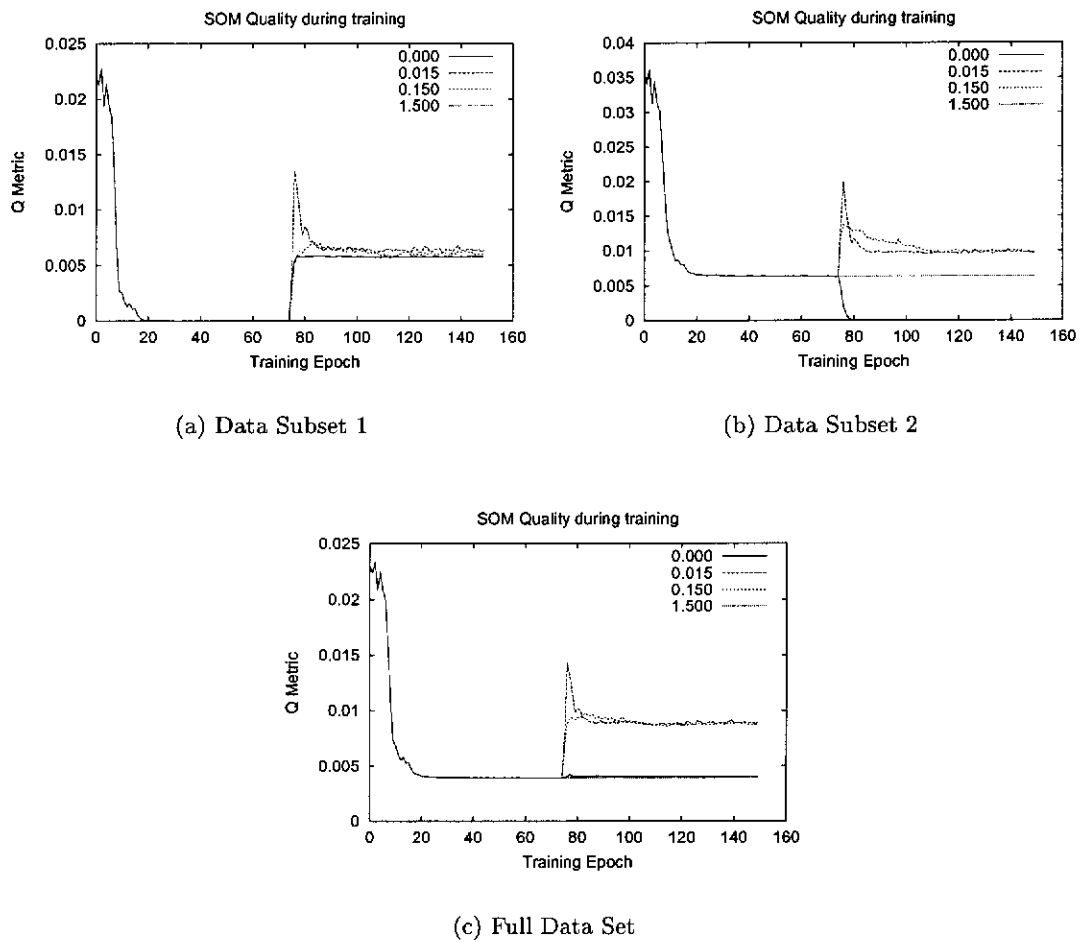 SOM Quality during training
0.025
0.02
0.015
0.01
0.005
0
Q Metric
0.000
0.015
0.150
1.500
0 20 40 60 80 100 120 140 160
Training Epoch
(a) Data Subset 1
SOM Quality during training
0.04
0.035
0.03
0.025
0.02
0.015
0.01
0.005
0
Q Metric
0.000
0.015
0.150
1.500
0 20 40 60 80 100 120 140 160
Training Epoch
(b) Data Subset 2
SOM Quality during training
0.025
0.02
0.015
0.01
0.005
0
Q Metric
0.000
0.015
0.150
1.500
0 20 40 60 80 100 120 140 160
Training Epoch
(c) Full Data Set